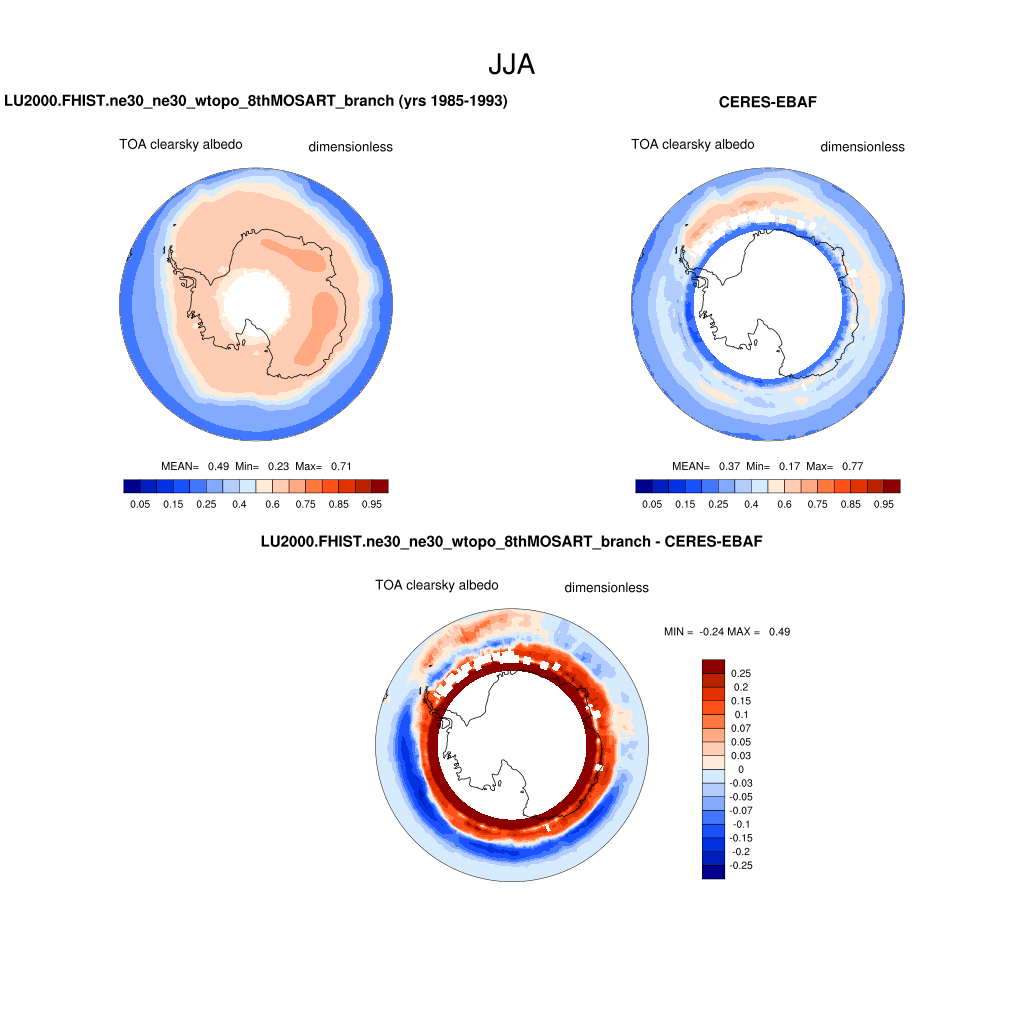 JJA
LU2000.FHIST.ne30_ne30_wtopo_8thMOSART_branch (yrs 1985-1993)
TOA clearsky albedo dimensionless
MEAN= 0.49 Min= 0.23 Max= 0.71
0.05 0.15 0.25 0.4 0.6 0.75 0.85 0.95
CERES-EBAF
TOA clearsky albedo dimensionless
MEAN= 0.37 Min= 0.17 Max= 0.77
0.05 0.15 0.25 0.4 0.6 0.75 0.85 0.95
LU2000.FHIST.ne30_ne30_wtopo_8thMOSART_branch - CERES-EBAF
TOA clearsky albedo dimensionless
MIN = -0.24 MAX = 0.49
0.25
0.2
0.15
0.1
0.07
0.05
0.03
0
-0.03
-0.05
-0.07
-0.1
-0.15
-0.2
-0.25